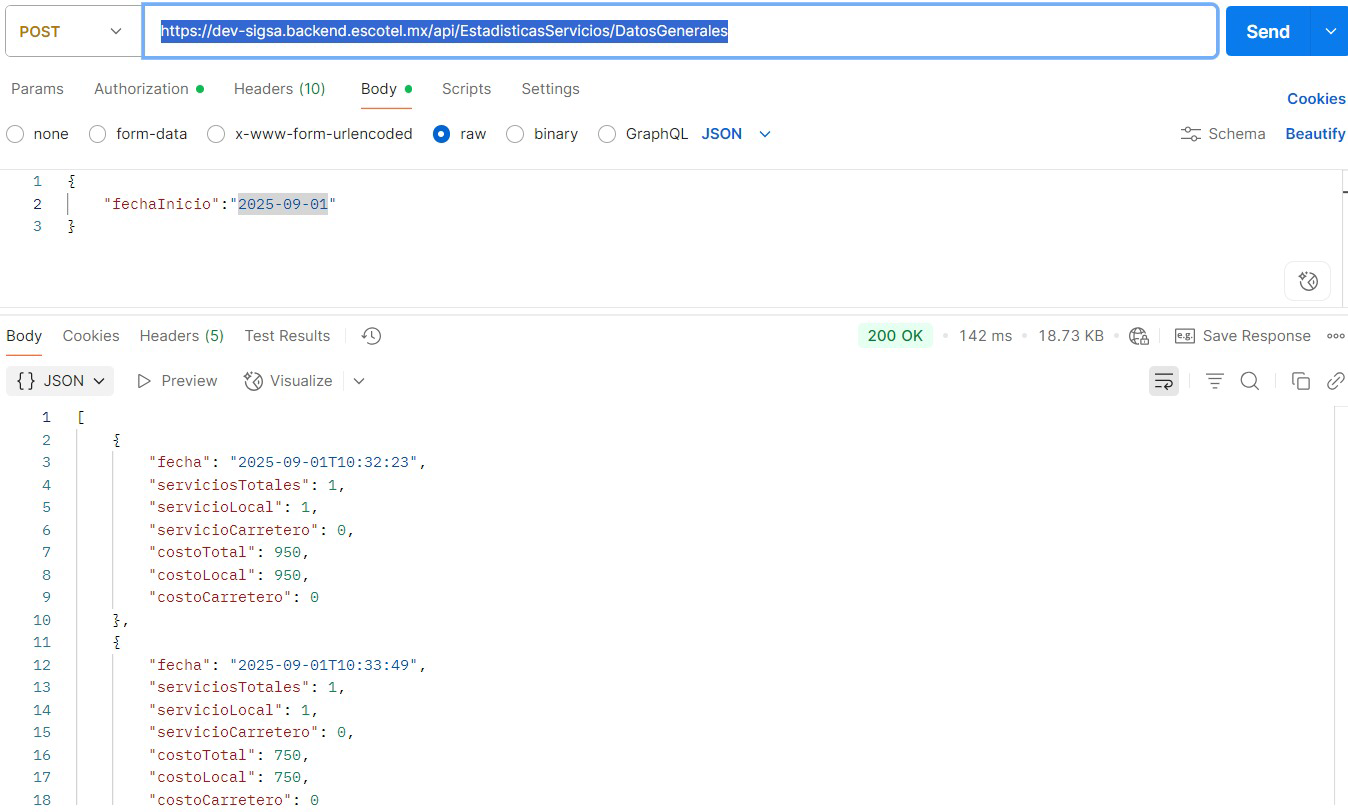 POST https://dev-sigsa.backend.escotel.mx/api/EstadisticasServicios/DatosGenerales Send
Params Authorization Headers (10) Body Scripts Settings Cookies
none form-data x-www-form-urlencoded raw binary GraphQL JSON Schema Beautify
1 {
2 "fechaInicio":"2025-09-01"
3 }
Body Cookies Headers (5) Test Results 200 OK 142 ms 18.73 KB e.g. Save Response
{} JSON Preview Visualize
1 [
2 {
3 "fecha": "2025-09-01T10:32:23",
4 "serviciosTotales": 1,
5 "servicioLocal": 1,
6 "servicioCarretero": 0,
7 "costoTotal": 950,
8 "costoLocal": 950,
9 "costoCarretero": 0
10 },
11 {
12 "fecha": "2025-09-01T10:33:49",
13 "serviciosTotales": 1,
14 "servicioLocal": 1,
15 "servicioCarretero": 0,
16 "costoTotal": 750,
17 "costoLocal": 750,
18 "costoCarretero": 0